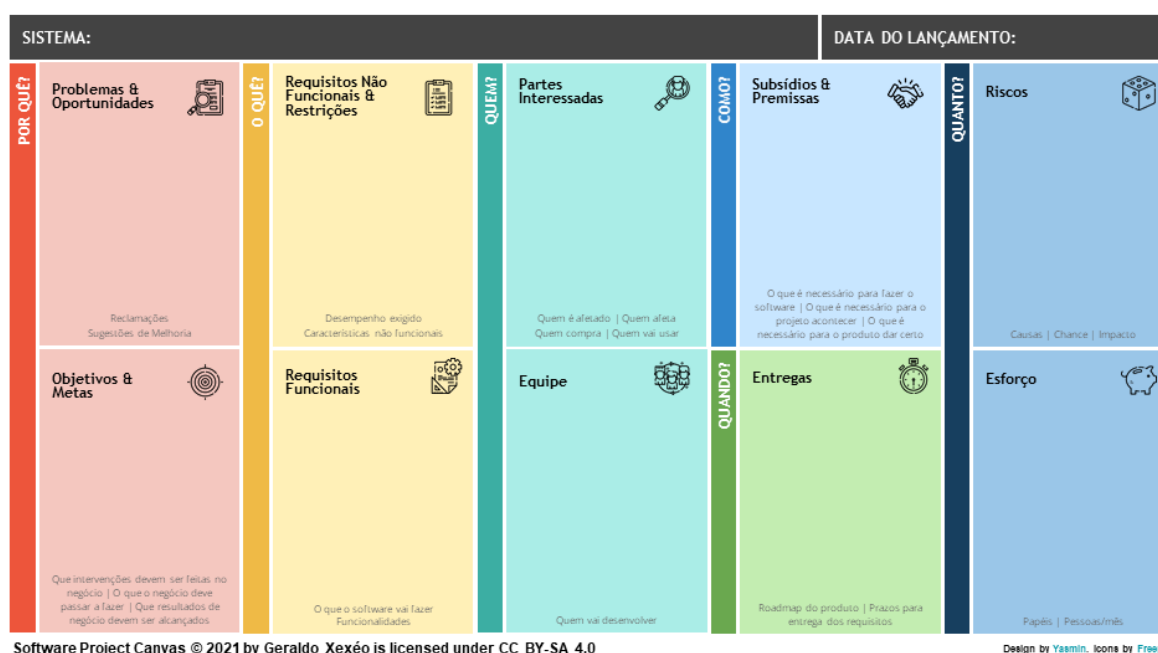 SISTEMA:
DATA DO LANÇAMENTO:
POR QUÊ?
Problemas &
Oportunidades
Reclamações
Sugestões de Melhoria
Objetivos &
Metas
Que intervenções devem ser feitas no
negócio | O que o negócio deve
passar a fazer | Que resultados de
negócio devem ser alcançados
O QUÊ?
Requisitos Não
Funcionais &
Restrições
Desempenho exigido
Características não funcionais
Requisitos
Funcionais
O que o software vai fazer
Funcionalidades
QUEM?
Partes
Interessadas
Quem é afetado | Quem afeta
Quem compra | Quem vai usar
Equipe
Quem vai desenvolver
COMO?
Subsídios &
Premissas
O que é necessário para fazer o
software | O que é necessário para o
projeto acontecer | O que é
necessário para o produto dar certo
QUANDO?
Entregas
Roadmap do produto | Prazos para
entrega dos requisitos
QUANTO?
Riscos
Causas | Chance | Impacto
Esforço
Papéis | Pessoas/mês
Software Project Canvas © 2021 by Geraldo Xexéo is licensed under CC BY-SA 4.0
Design by Yasmin. Icons by